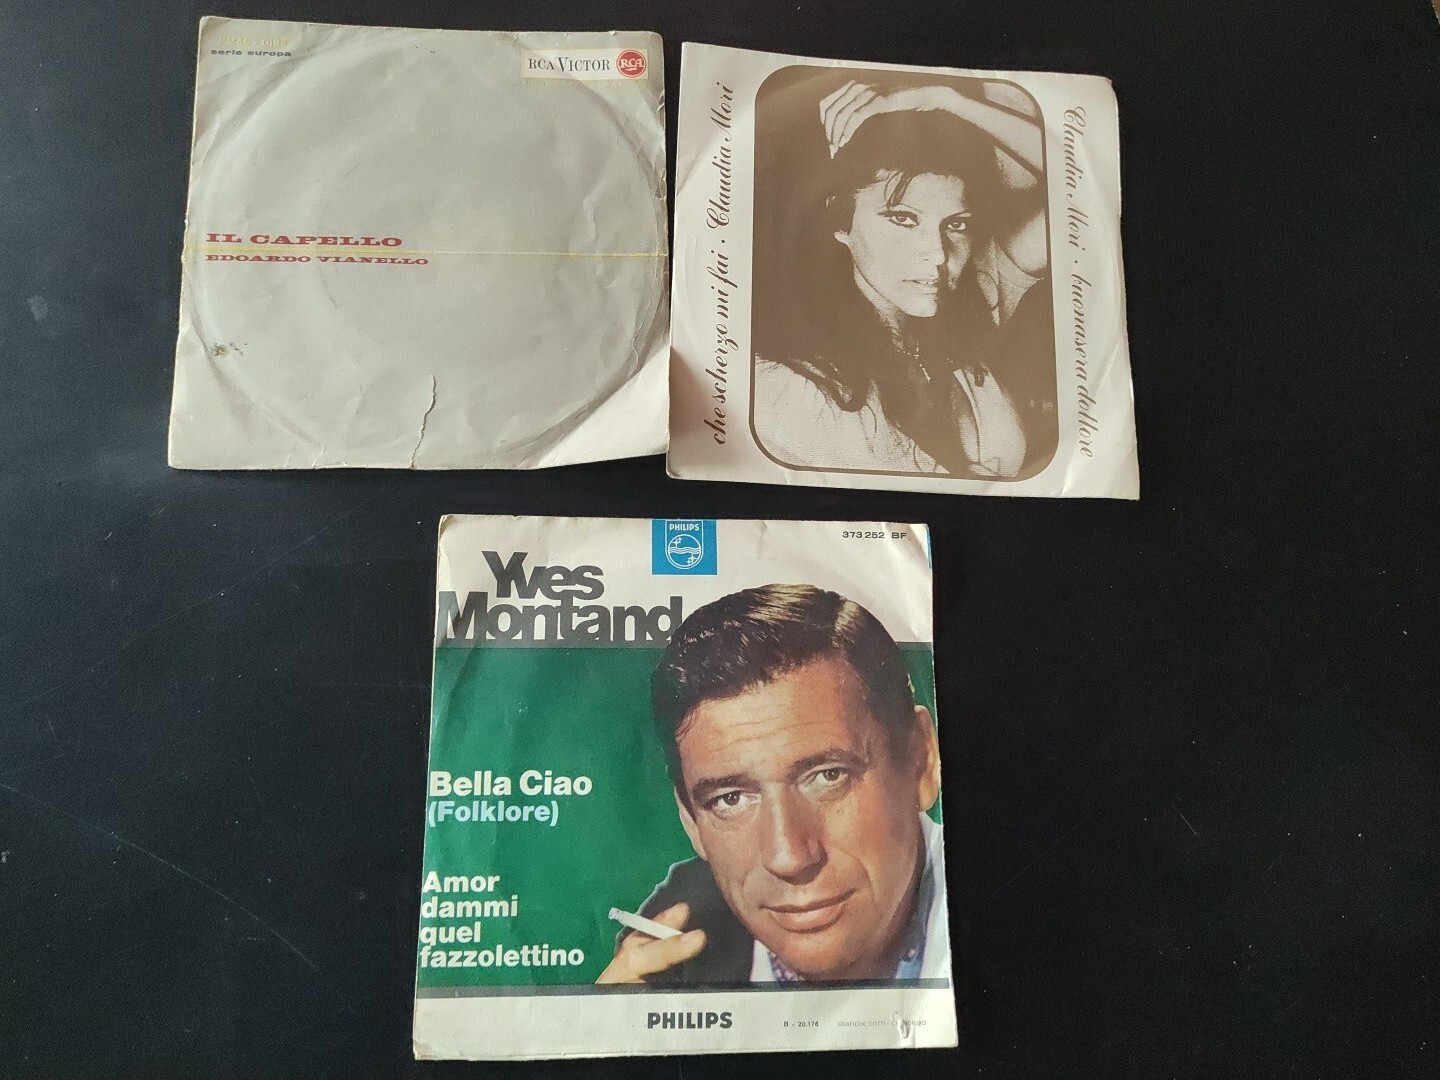 serie europa
RCA VICTOR RCA
IL CAPELLO
EDOARDO VIANELLO
che scherzo mi fai · Claudia Mori
Claudia Mori · buonasera dottore
PHILIPS
373 252 BF
Yves
Montand
Bella Ciao
(Folklore)
Amor
dammi
quel
fazzolettino
PHILIPS
B - 20.176
GRAFICHE